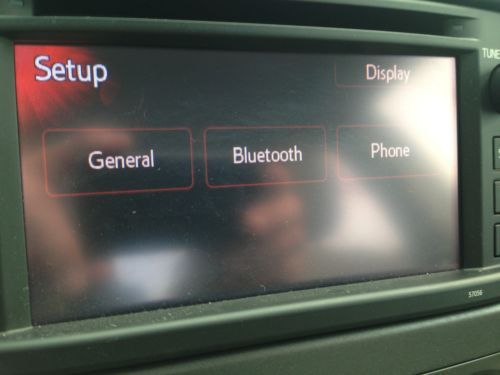 TUNE
Setup
Display
General Bluetooth Phone
57056